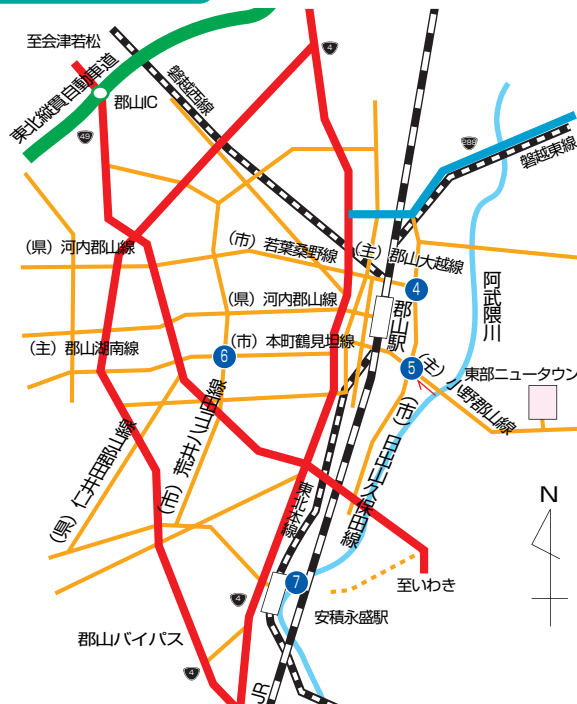 至会津若松
4
東北縦貫自動車道
郡山IC
磐越西線
49
288
磐越東線
(県) 河内郡山線
(市) 若葉桑野線
(主) 郡山大越線
4
阿武隈川
(県) 河内郡山線
郡山駅
(主) 郡山湖南線
6
(市) 本町鶴見坦線
5
(主) 小野郡山線
東部ニュータウン
(県) 仁井田郡山線
(市) 荒井八山田線
東北本線
(市) 日出山久保田線
N
7
至いわき
4
安積永盛駅
郡山バイパス
4
JR